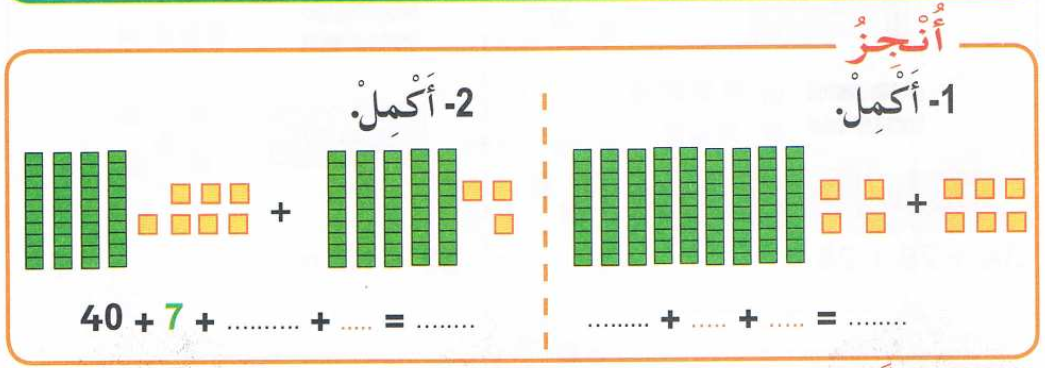 أُنْجِزُ
1- أَكْمِلْ.
2- أَكْمِلْ.
+
+
......... + ..... + ..... = ........
40 + 7 + .......... + ..... = ........